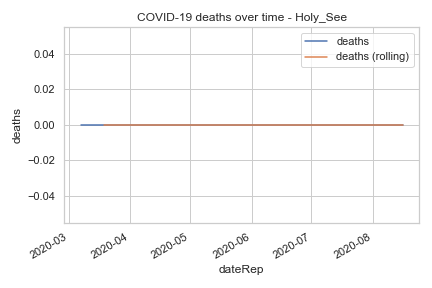 COVID-19 deaths over time - Holy_See
deaths
deaths (rolling)
0.04
0.02
0.00
−0.02
−0.04
deaths
2020-03
2020-04
2020-05
2020-06
2020-07
2020-08
dateRep